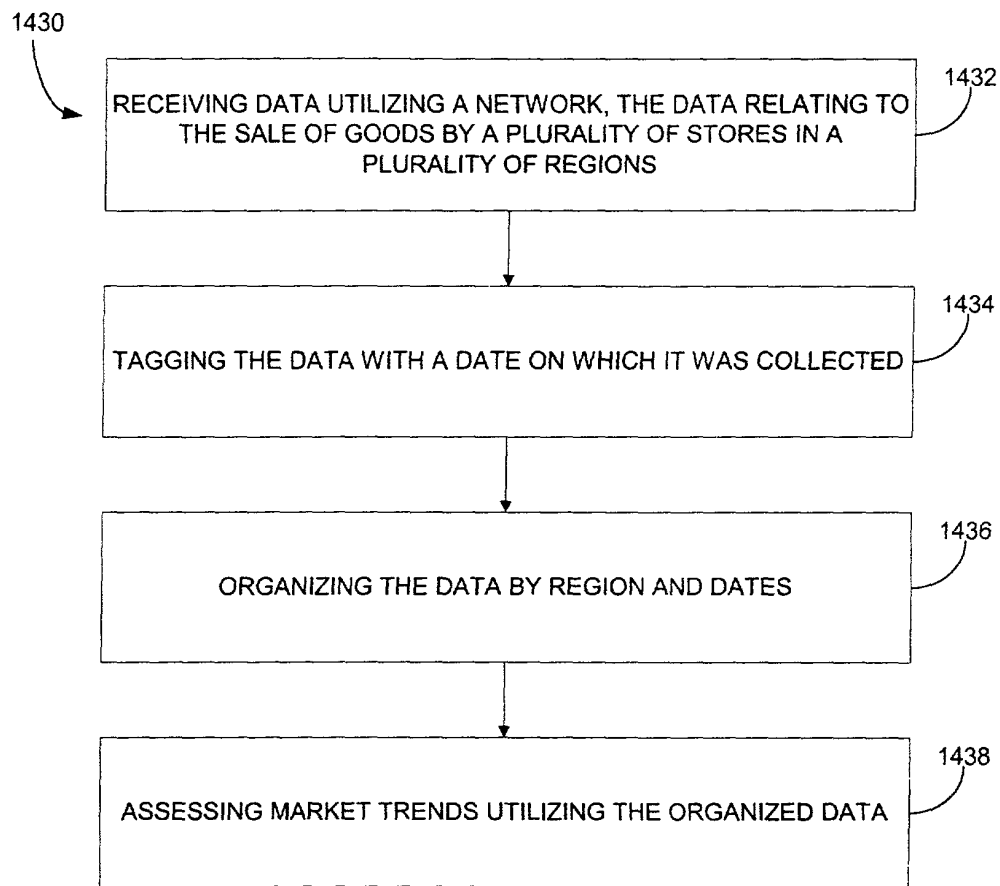 1430
1432
RECEIVING DATA UTILIZING A NETWORK, THE DATA RELATING TO
THE SALE OF GOODS BY A PLURALITY OF STORES IN A
PLURALITY OF REGIONS
1434
TAGGING THE DATA WITH A DATE ON WHICH IT WAS COLLECTED
1436
ORGANIZING THE DATA BY REGION AND DATES
1438
ASSESSING MARKET TRENDS UTILIZING THE ORGANIZED DATA